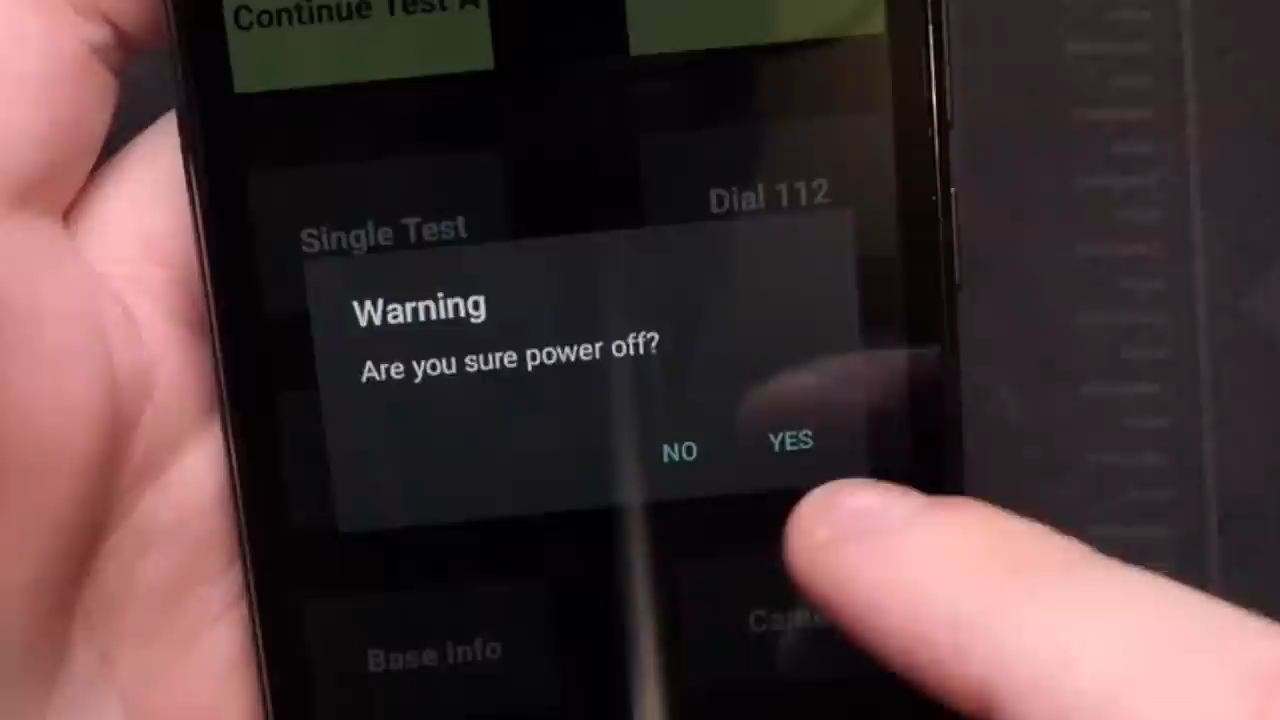 Continue Test A
Single Test
Dial 112
Warning
Are you sure power off?
NO
YES
Base Info